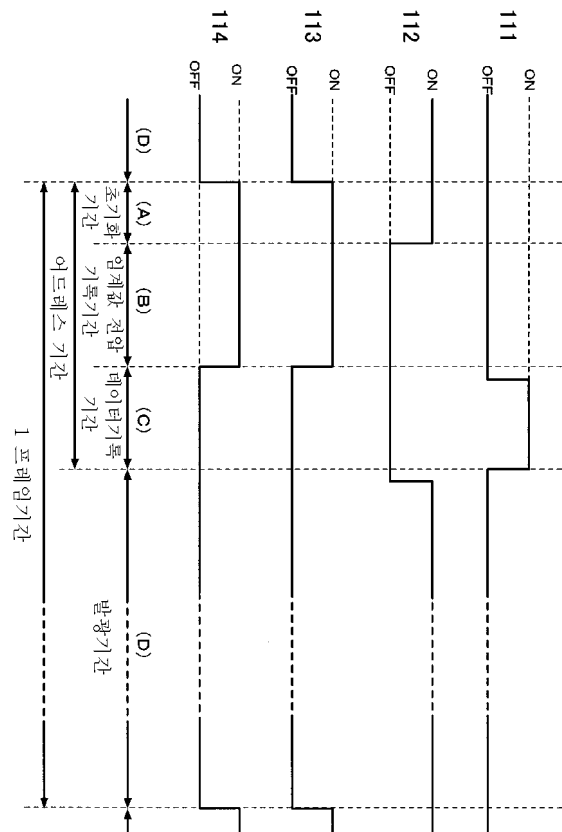 111
ON
OFF
112
ON
OFF
113
ON
OFF
114
ON
OFF
(D)
(A)
초기화
기간
(B)
임계값 전압
기록기간
(C)
데이터기록
기간
(D)
발광기간
어드레스 기간
1 프레임기간